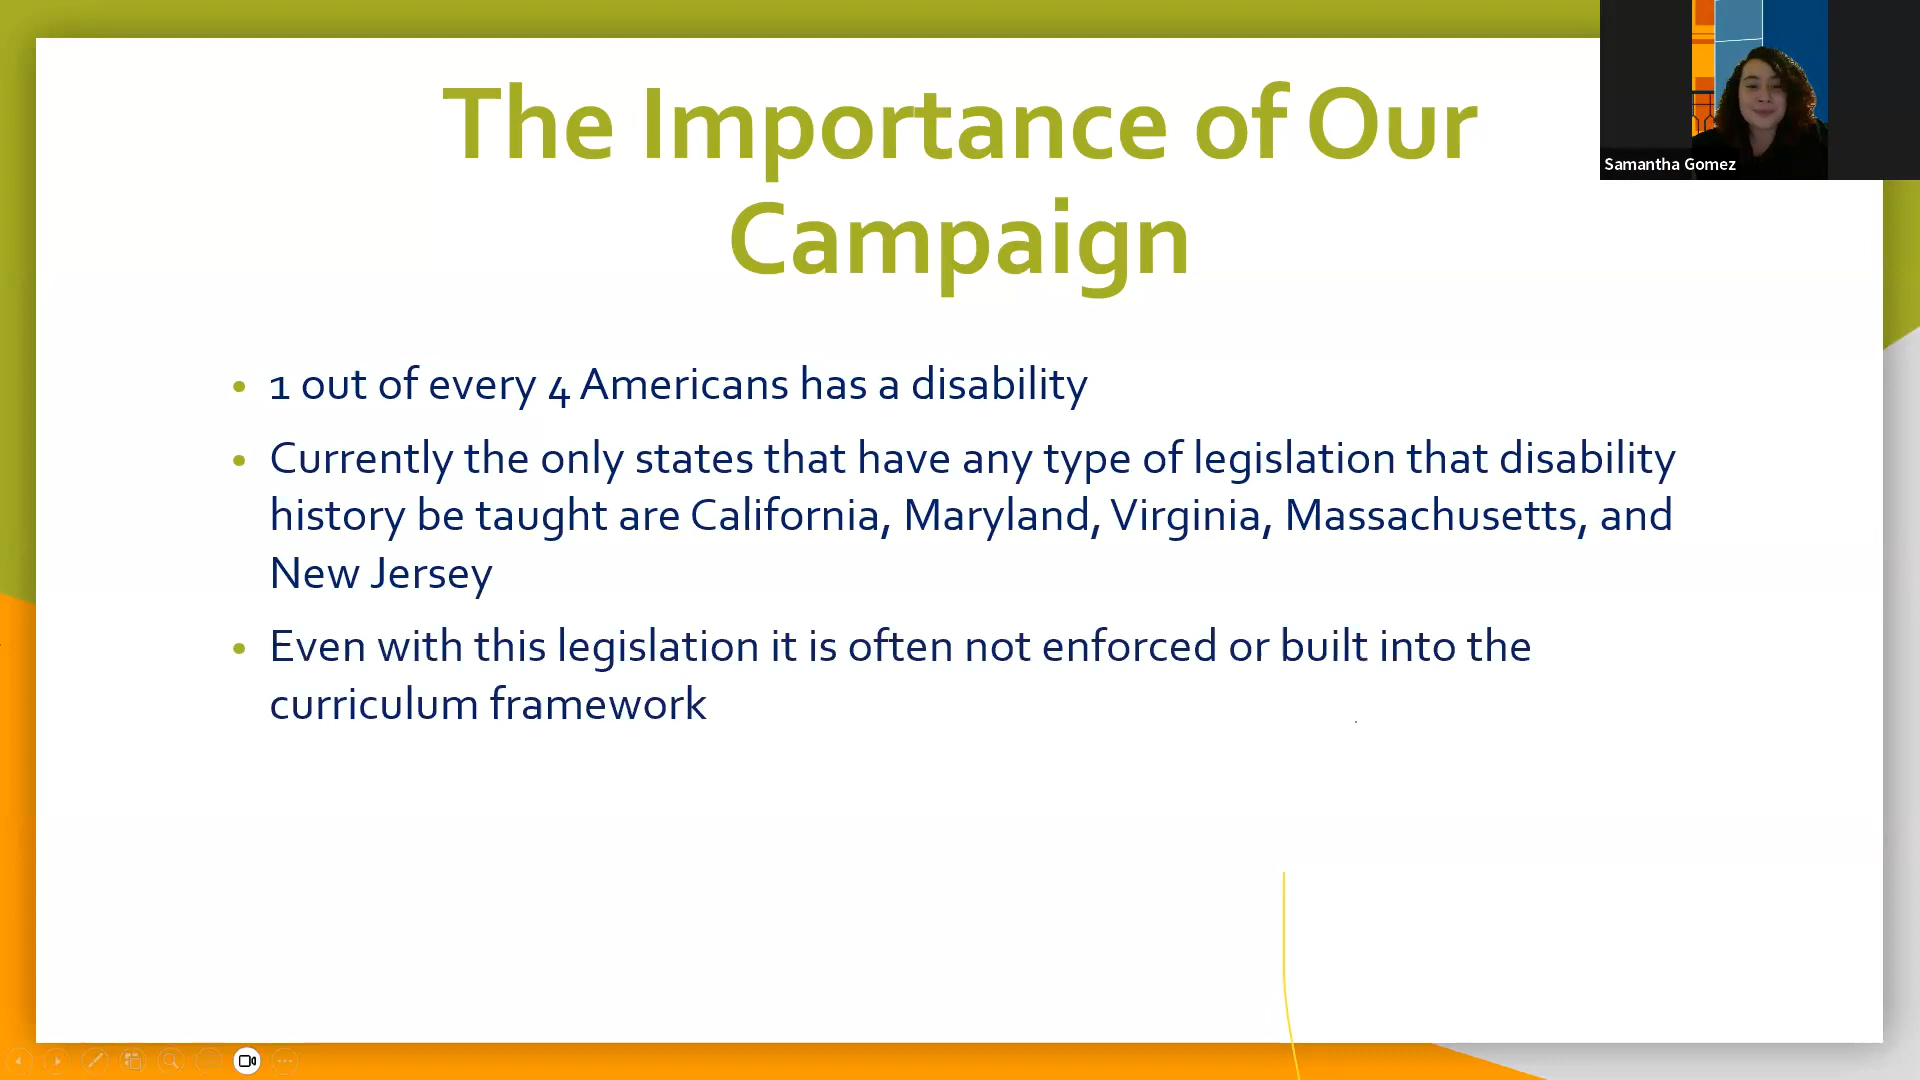 The Importance of Our
Campaign
Samantha Gomez
• 1 out of every 4 Americans has a disability
• Currently the only states that have any type of legislation that disability
history be taught are California, Maryland, Virginia, Massachusetts, and
New Jersey
• Even with this legislation it is often not enforced or built into the
curriculum framework